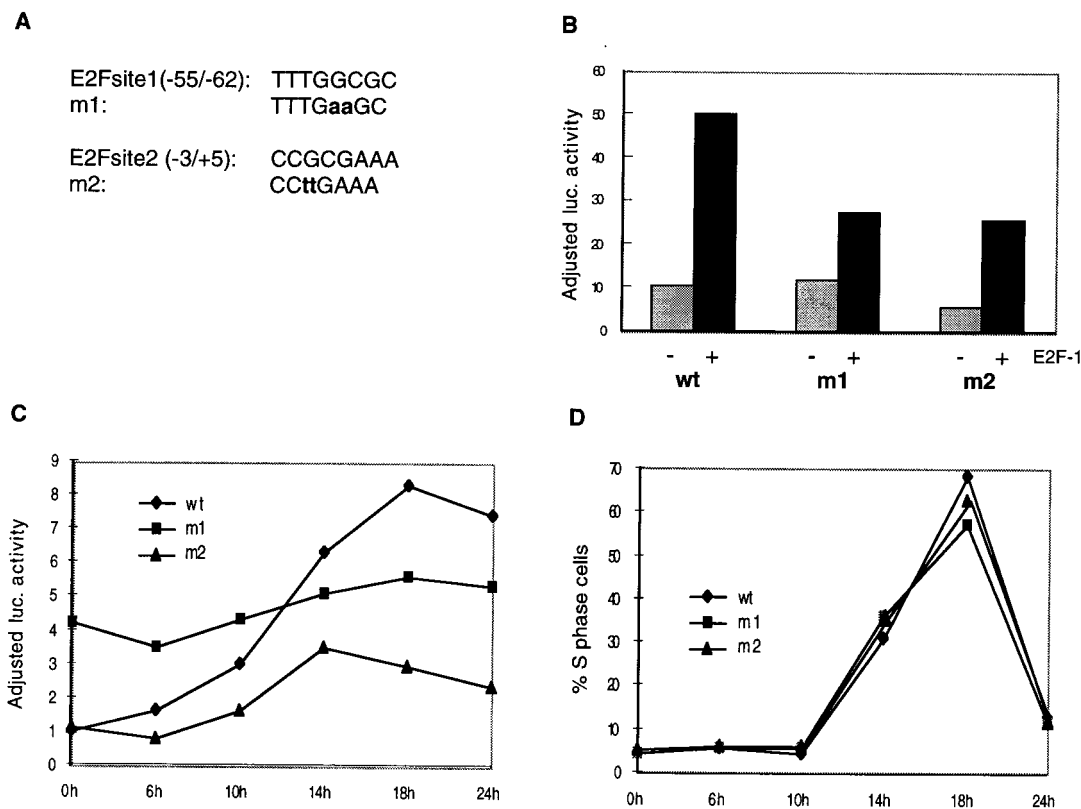 A
E2Fsite1(-55/-62): TTTGGCGC
m1: TTTGaaGC
E2Fsite2 (-3/+5): CCGCGAAA
m2: CCttGAAA
B
Adjusted luc. activity
60
50
40
30
20
10
0
- + - + - + E2F-1
wt m1 m2
C
Adjusted luc. activity
9
8
7
6
5
4
3
2
1
0
wt
m1
m2
0h 6h 10h 14h 18h 24h
D
% S phase cells
70
60
50
40
30
20
10
0
wt
m1
m2
0h 6h 10h 14h 18h 24h